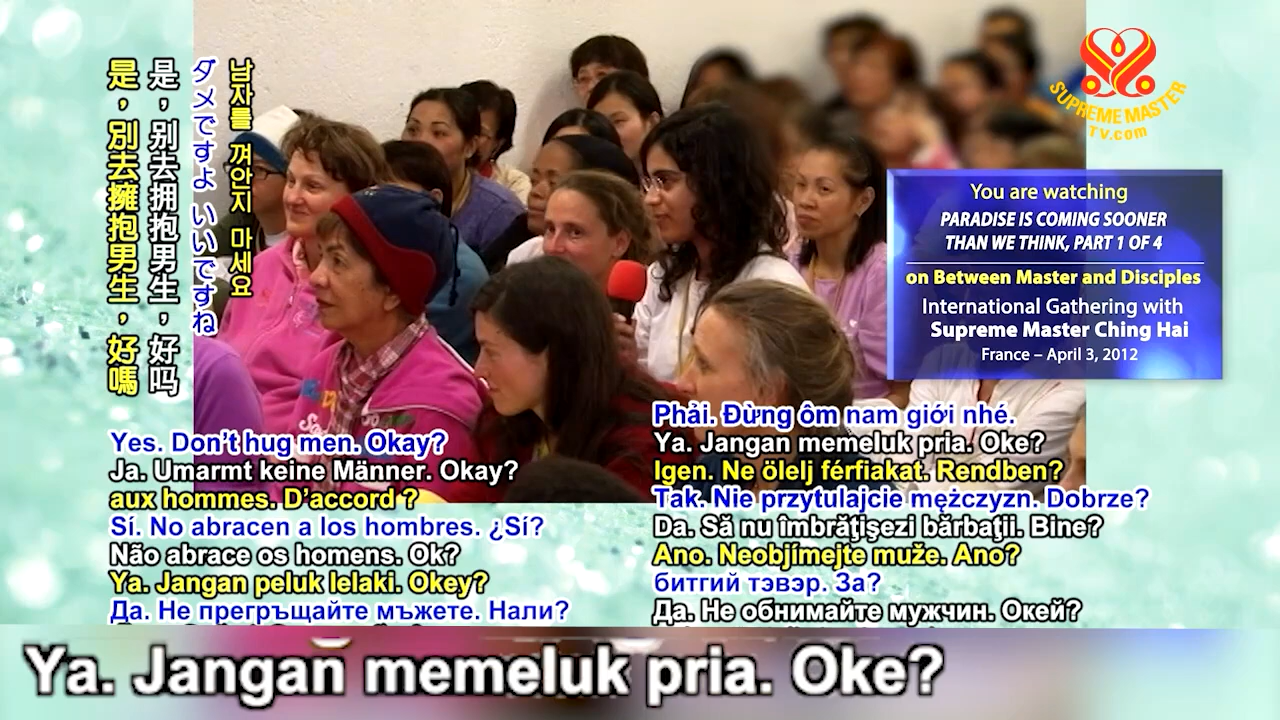 SUPREME MASTER
TV.com
You are watching
PARADISE IS COMING SOONER
THAN WE THINK, PART 1 OF 4
on Between Master and Disciples
International Gathering with
Supreme Master Ching Hai
France – April 3, 2012
남자를 껴안지 마세요
ダメですよ いいですね
是，别去拥抱男生，好吗
是，別去擁抱男生，好嗎
Yes. Don't hug men. Okay?
Ja. Umarmt keine Männer. Okay?
aux hommes. D'accord ?
Sí. No abracen a los hombres. ¿Sí?
Não abrace os homens. Ok?
Ya. Jangan peluk lelaki. Okey?
Да. Не прегръщайте мъжете. Нали?
Phải. Đừng ôm nam giới nhé.
Ya. Jangan memeluk pria. Oke?
Igen. Ne ölelj férfiakat. Rendben?
Tak. Nie przytulajcie mężczyzn. Dobrze?
Da. Să nu îmbrăţişezi bărbaţii. Bine?
Ano. Neobjímejte muže. Ano?
битгий тэвэр. За?
Да. Не обнимайте мужчин. Окей?
Ya. Jangan memeluk pria. Oke?